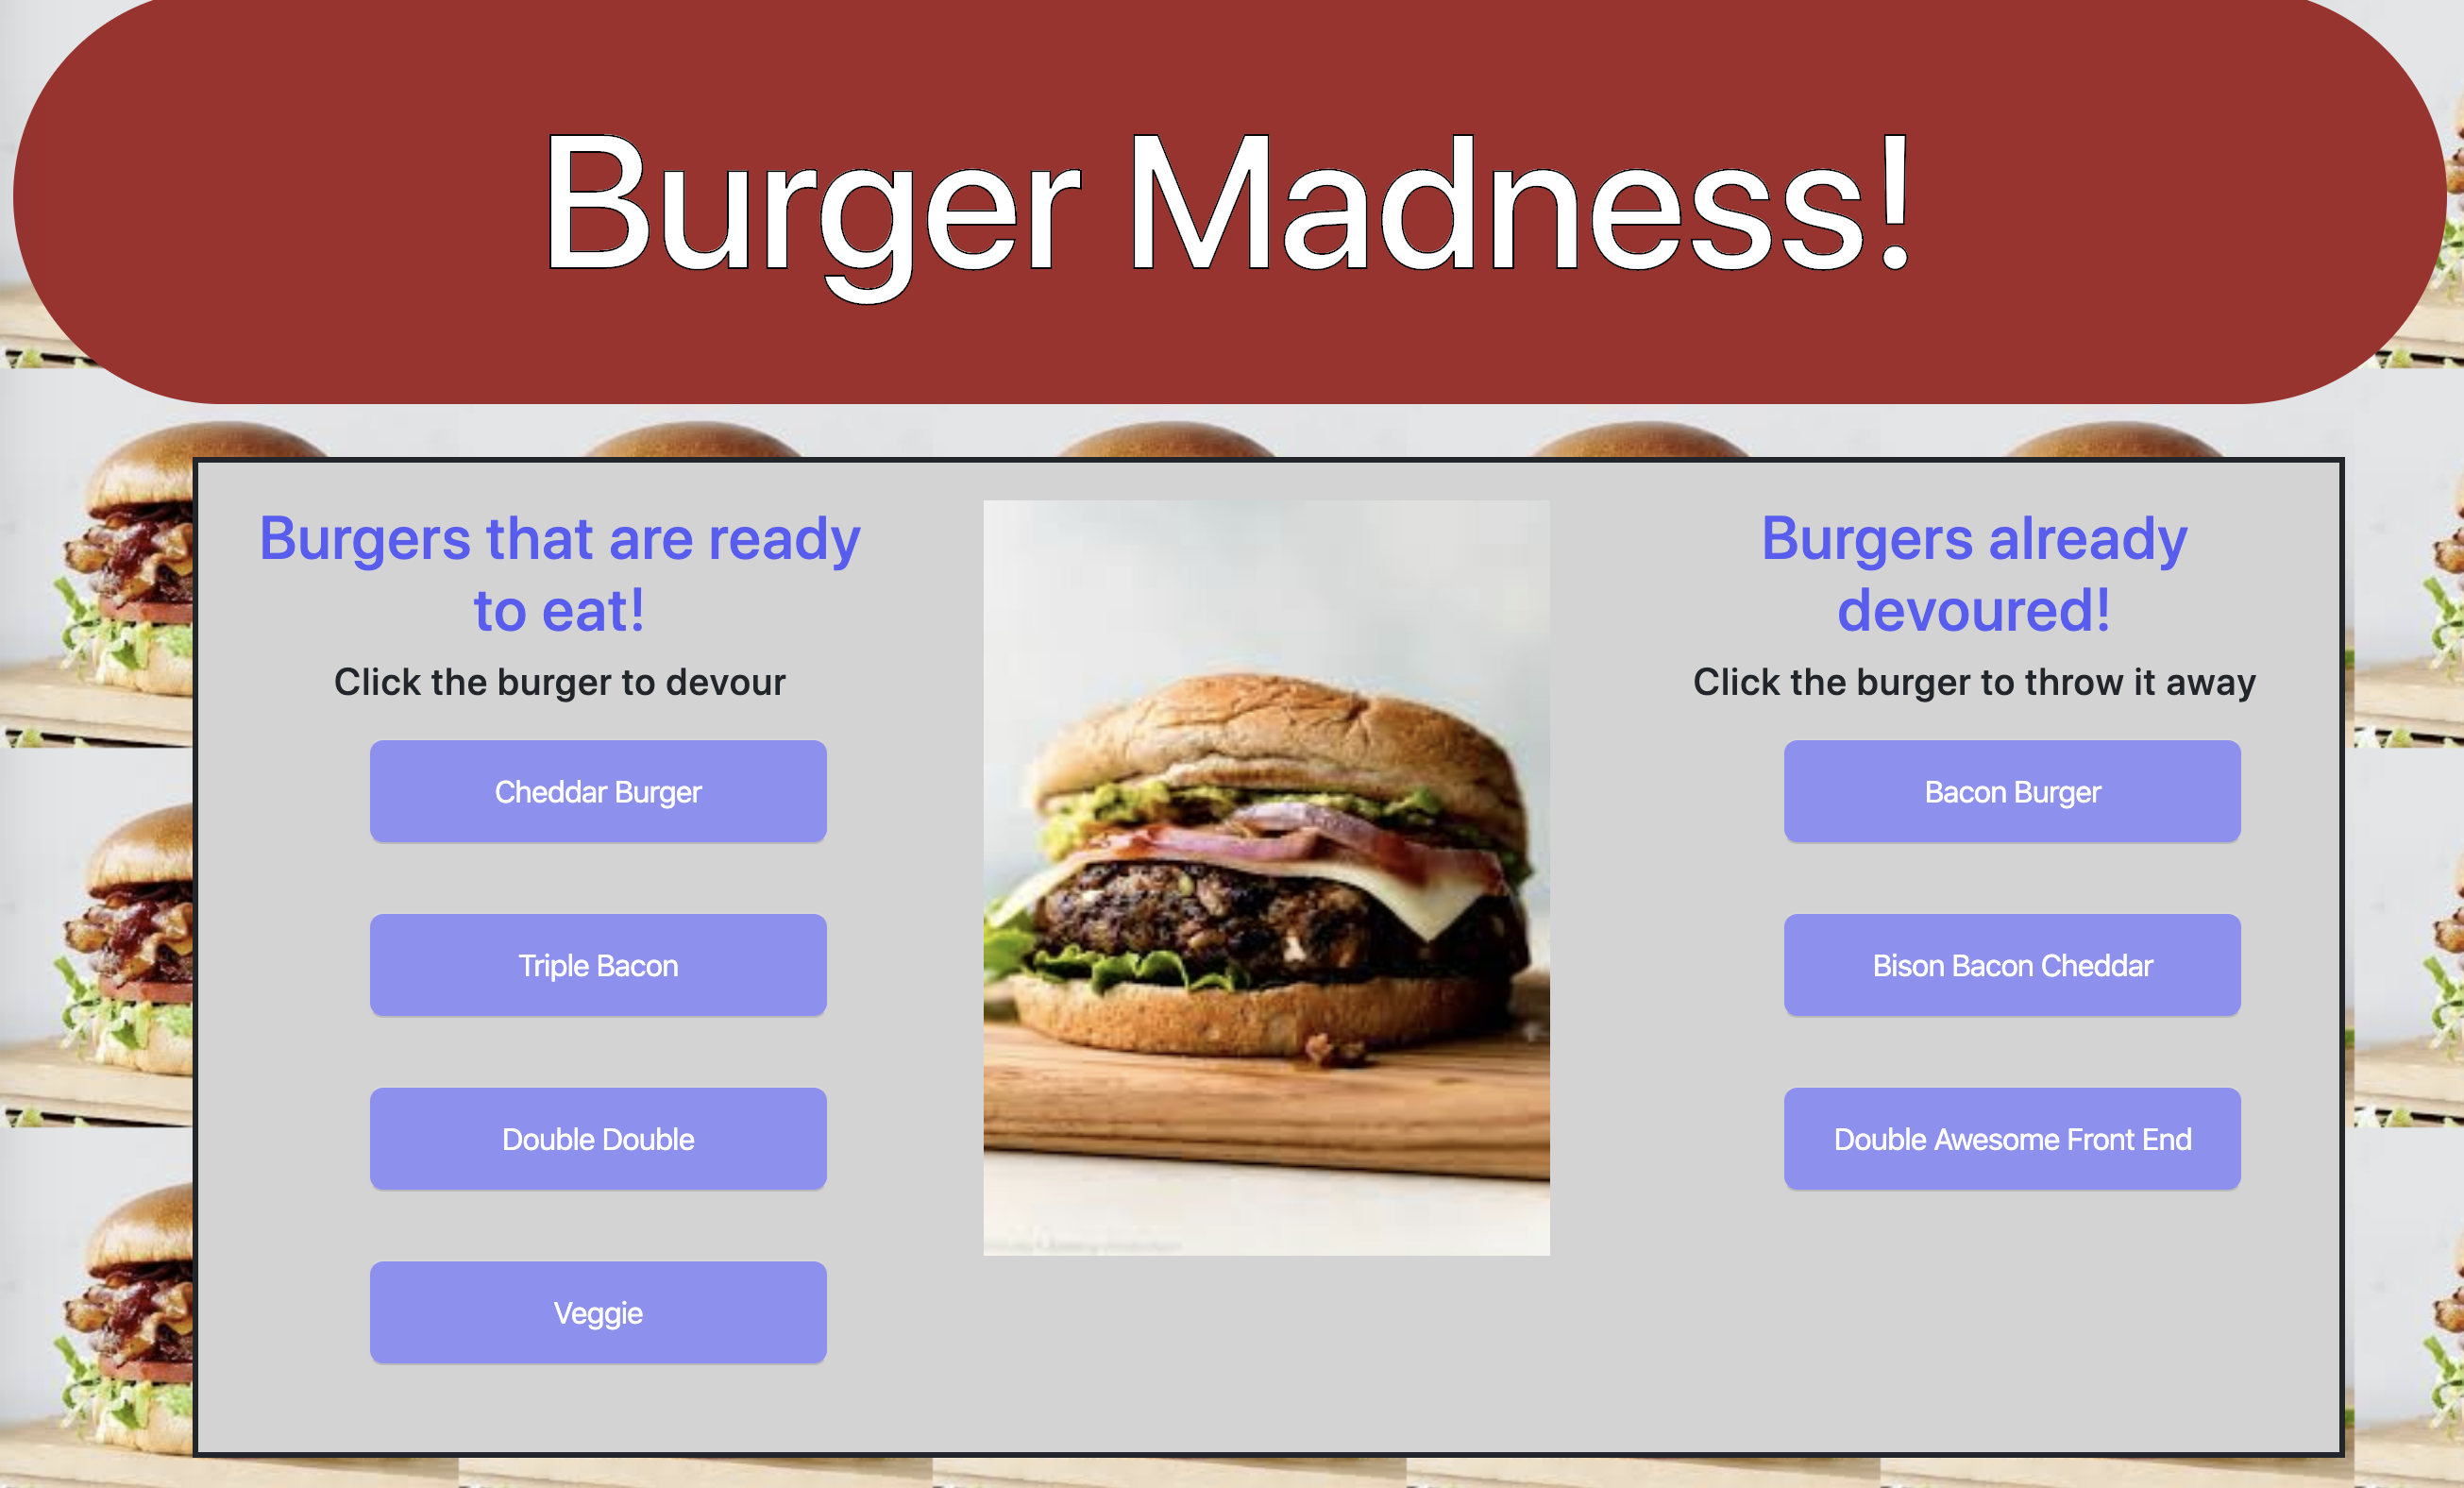 Burger Madness!
Burgers that are ready
to eat!
Click the burger to devour
Cheddar Burger
Triple Bacon
Double Double
Veggie
Burgers already
devoured!
Click the burger to throw it away
Bacon Burger
Bison Bacon Cheddar
Double Awesome Front End